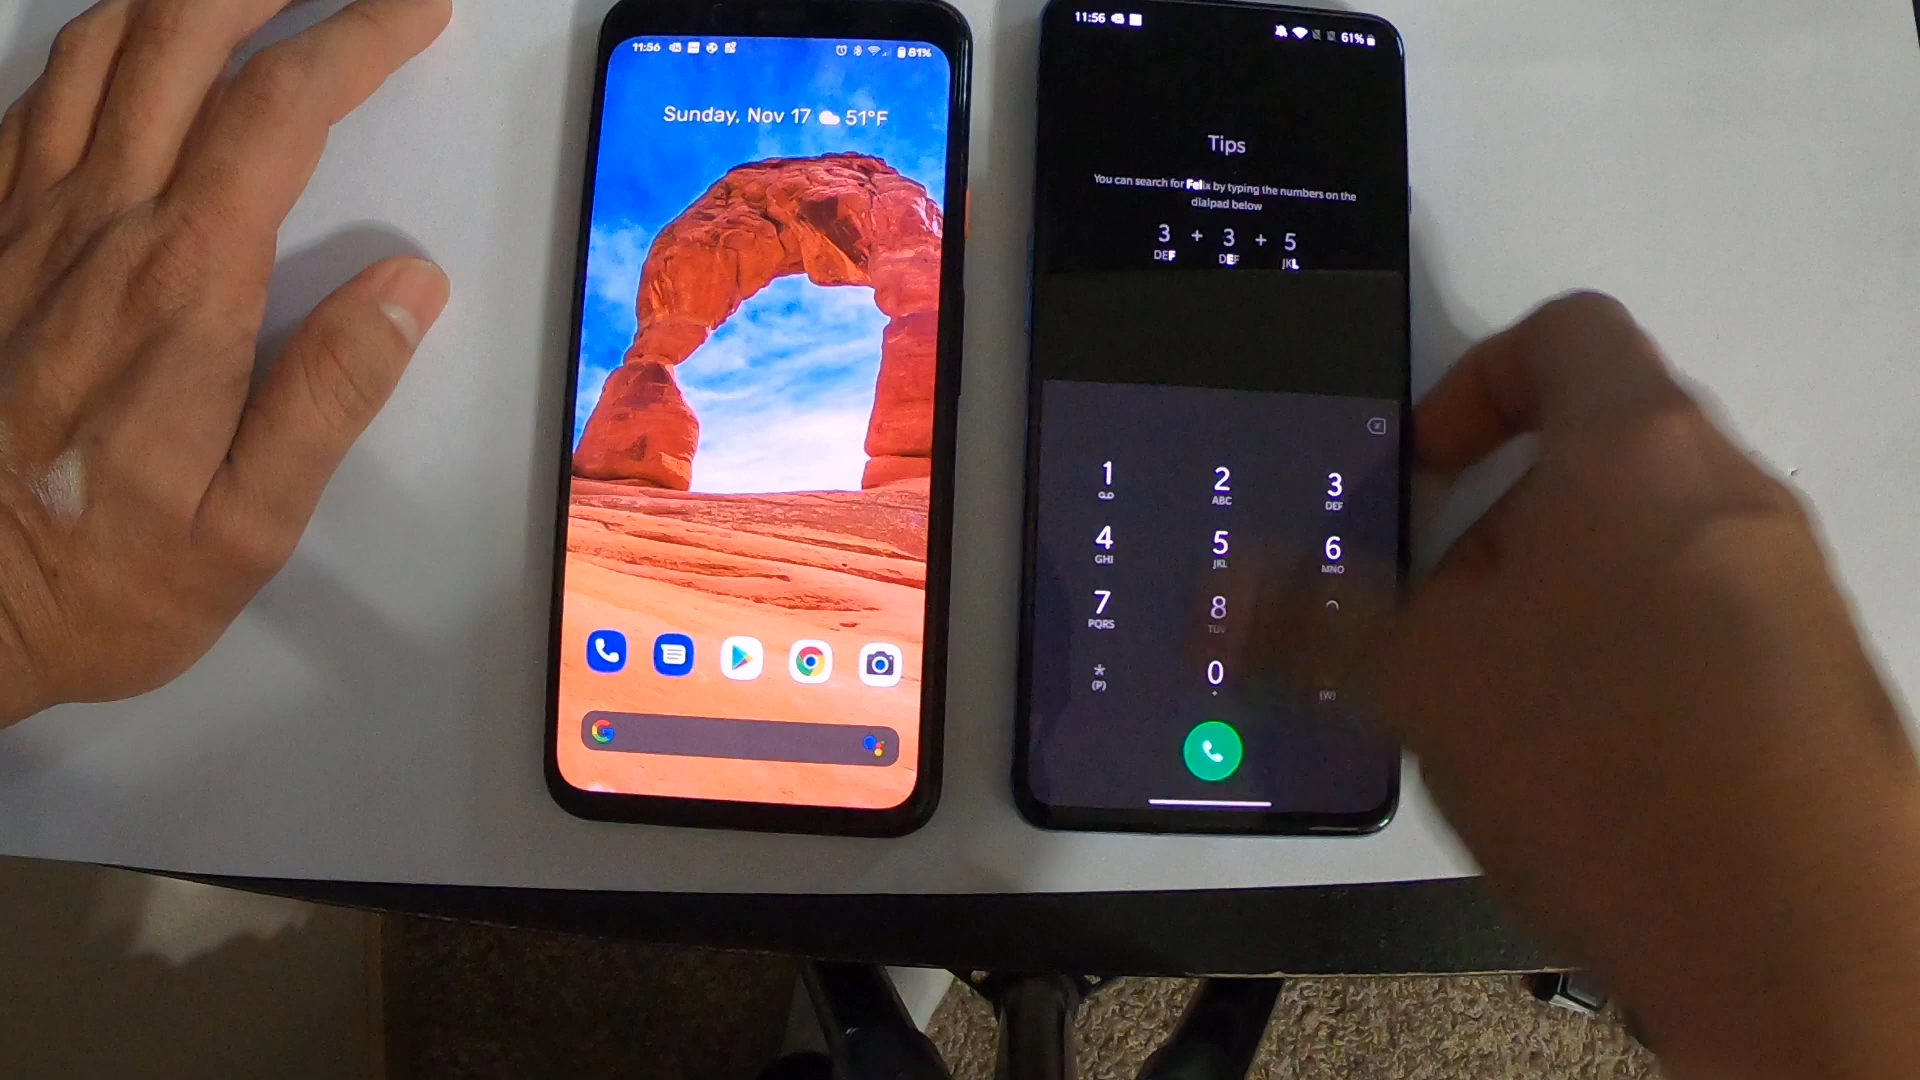 11:56
81%
Sunday, Nov 17 51°F
G
11:56
61%
Tips
You can search for Felix by typing the numbers on the
dialpad below
3 + 3 + 5
DEF DEF JKL
1 2 3
ABC DEF
4 5 6
GHI JKL MNO
7 8
PQRS TUV
* 0
(P) + (W)